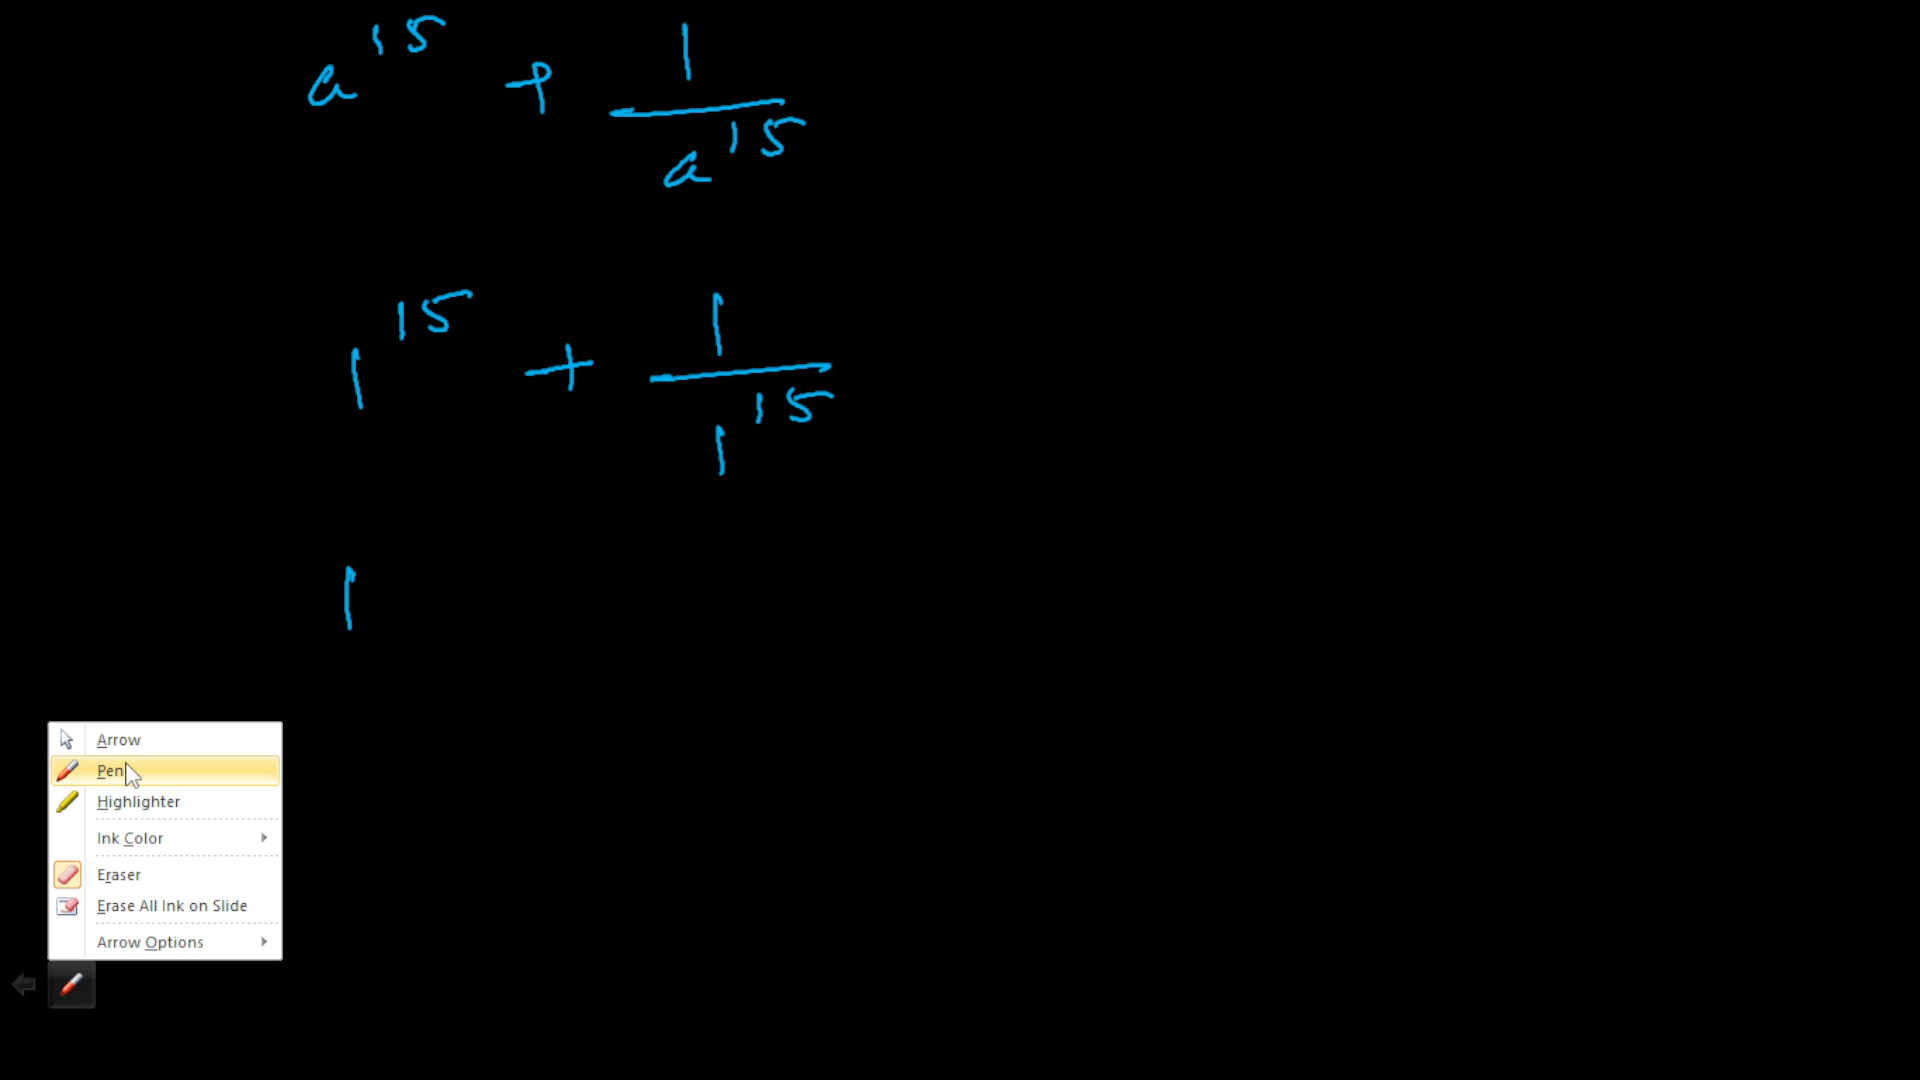 a^15 + 1/a^15
1^15 + 1/1^15
1
Arrow
Pen
Highlighter
Ink Color
Eraser
Erase All Ink on Slide
Arrow Options